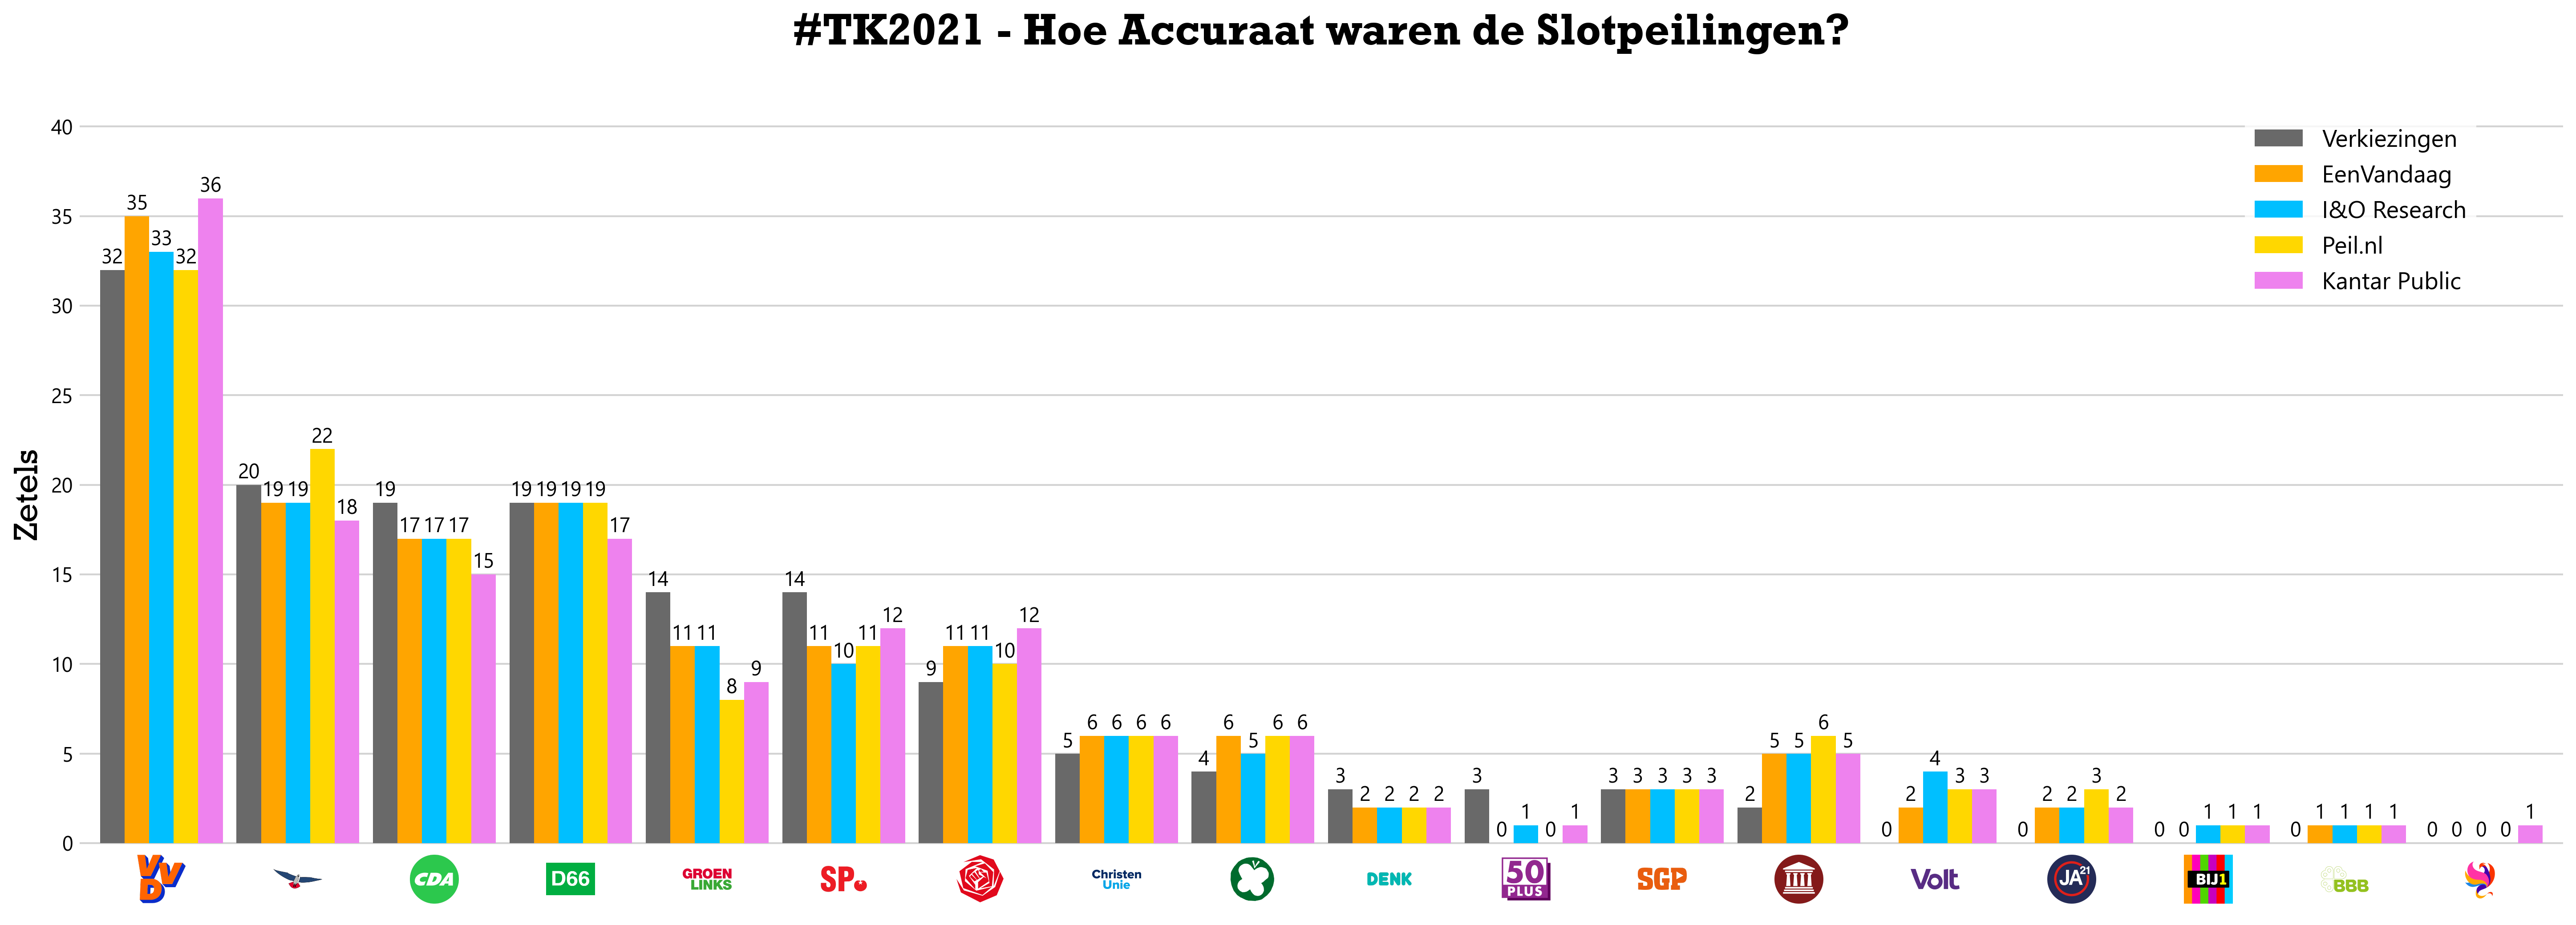 #TK2021 - Hoe Accuraat waren de Slotpeilingen?
Verkiezingen
EenVandaag
I&O Research
Peil.nl
Kantar Public
Zetels
40
35
30
25
20
15
10
5
0
32 35 33 32 36
20 19 19 22 18
19 17 17 17 15
19 19 19 19 17
14 11 11 8 9
14 11 10 11 12
9 11 11 10 12
5 6 6 6 6
4 6 5 6 6
3 2 2 2 2
3 0 1 0 1
3 3 3 3 3
2 5 5 6 5
0 2 4 3 3
0 2 2 3 2
0 0 1 1 1
0 1 1 1 1
0 0 0 0 1
VVD
CDA
D66
GROEN
LINKS
SP
Christen
Unie
DENK
50
PLUS
SGP
Volt
JA21
BIJ1
BBB